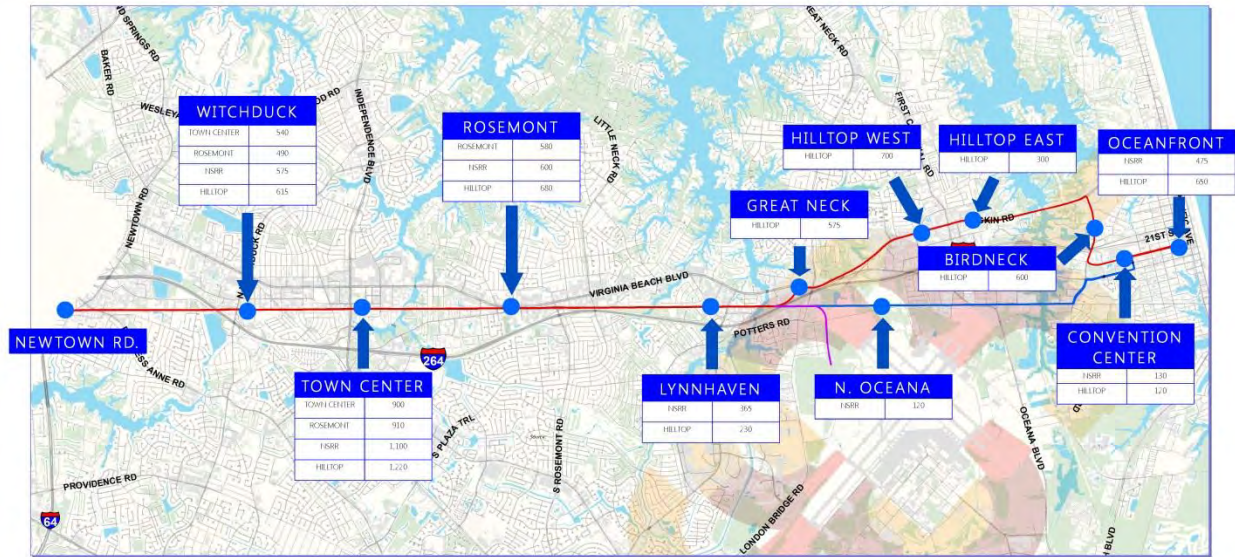 GREAT NECK RD
BAKER RD
NEWTOWN RD
INDEPENDENCE BLVD
LITTLE NECK RD
WITCHDUCK
TOWN CENTER 540
ROSEMONT 490
NSRR 575
HILLTOP 615
ROSEMONT
ROSEMONT 580
NSRR 600
HILLTOP 680
HILLTOP WEST
HILLTOP 700
HILLTOP EAST
HILLTOP 300
OCEANFRONT
NSRR 475
HILLTOP 650
GREAT NECK
HILLTOP 575
BIRDNECK
HILLTOP 600
VIRGINIA BEACH BLVD
POTTERS RD
NEWTOWN RD.
264
TOWN CENTER
TOWN CENTER 900
ROSEMONT 910
NSRR 1,100
HILLTOP 1,220
LYNNHAVEN
NSRR 365
HILLTOP 230
N. OCEANA
NSRR 120
CONVENTION
CENTER
NSRR 130
HILLTOP 120
S PLAZA TRL
S ROSEMONT RD
OCEANA BLVD
LONDON BRIDGE RD
PROVIDENCE RD
64